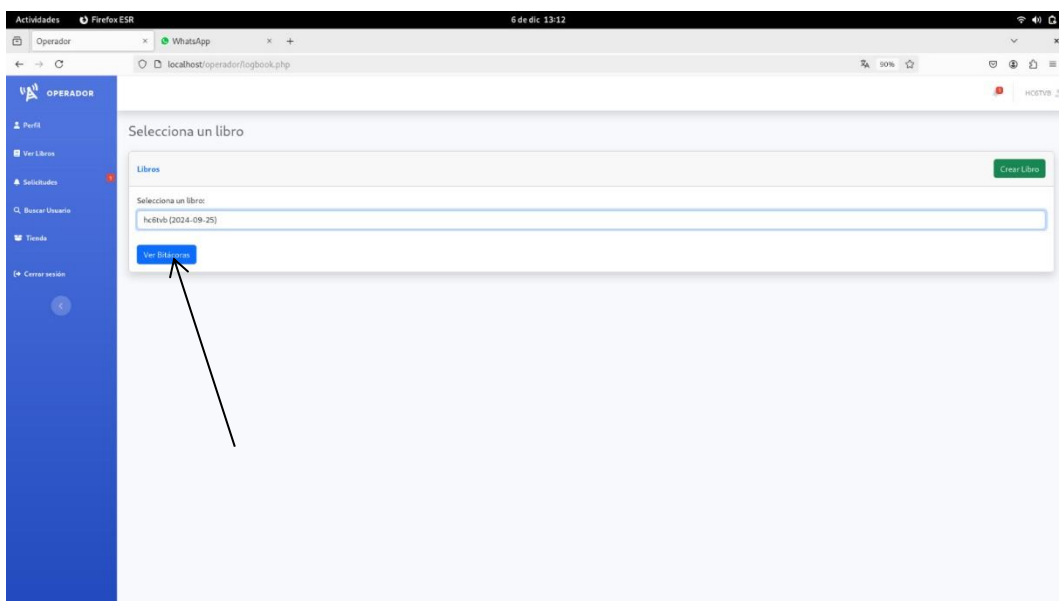 Actividades Firefox ESR 6 de dic 13:12
Operador WhatsApp
localhost/operador/logbook.php 90%
OPERADOR HC6TVB
Perfil
Selecciona un libro
Ver Libros
Libros Crear Libro
Solicitudes
Selecciona un libro:
Buscar Usuario
hc6tvb (2024-09-25)
Tienda
Ver Bitácoras
Cerrar sesión